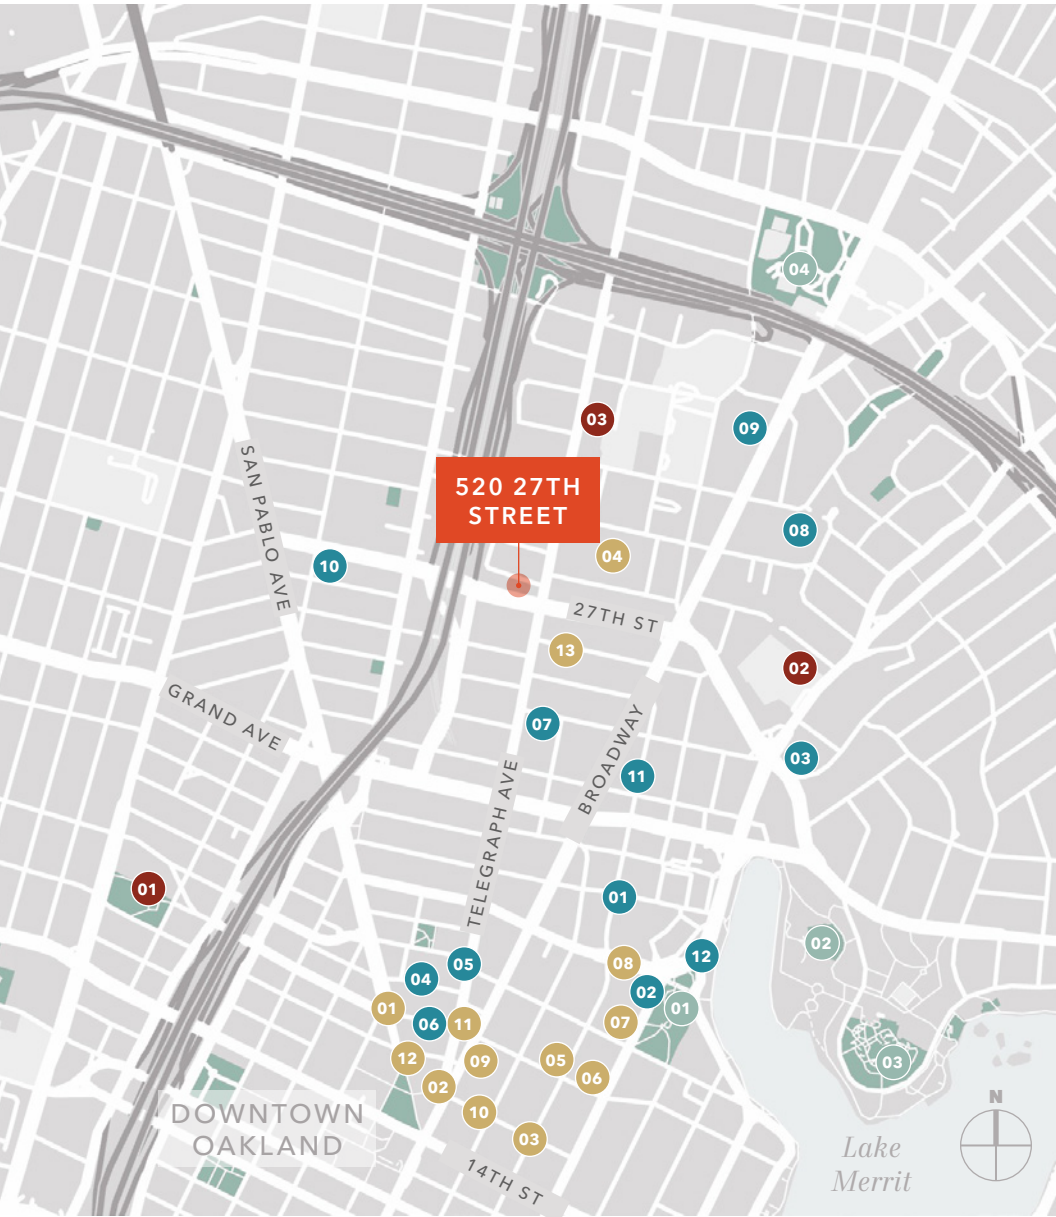 04
03
09
520 27TH
STREET
08
SAN PABLO AVE
04
10
27TH ST
13
02
GRAND AVE
07
BROADWAY
03
11
TELEGRAPH AVE
01
01
02
08
12
05
04
02
01
01
07
06
11
12
09
05
03
06
02
10
N
DOWNTOWN
OAKLAND
03
Lake
Merrit
14TH ST